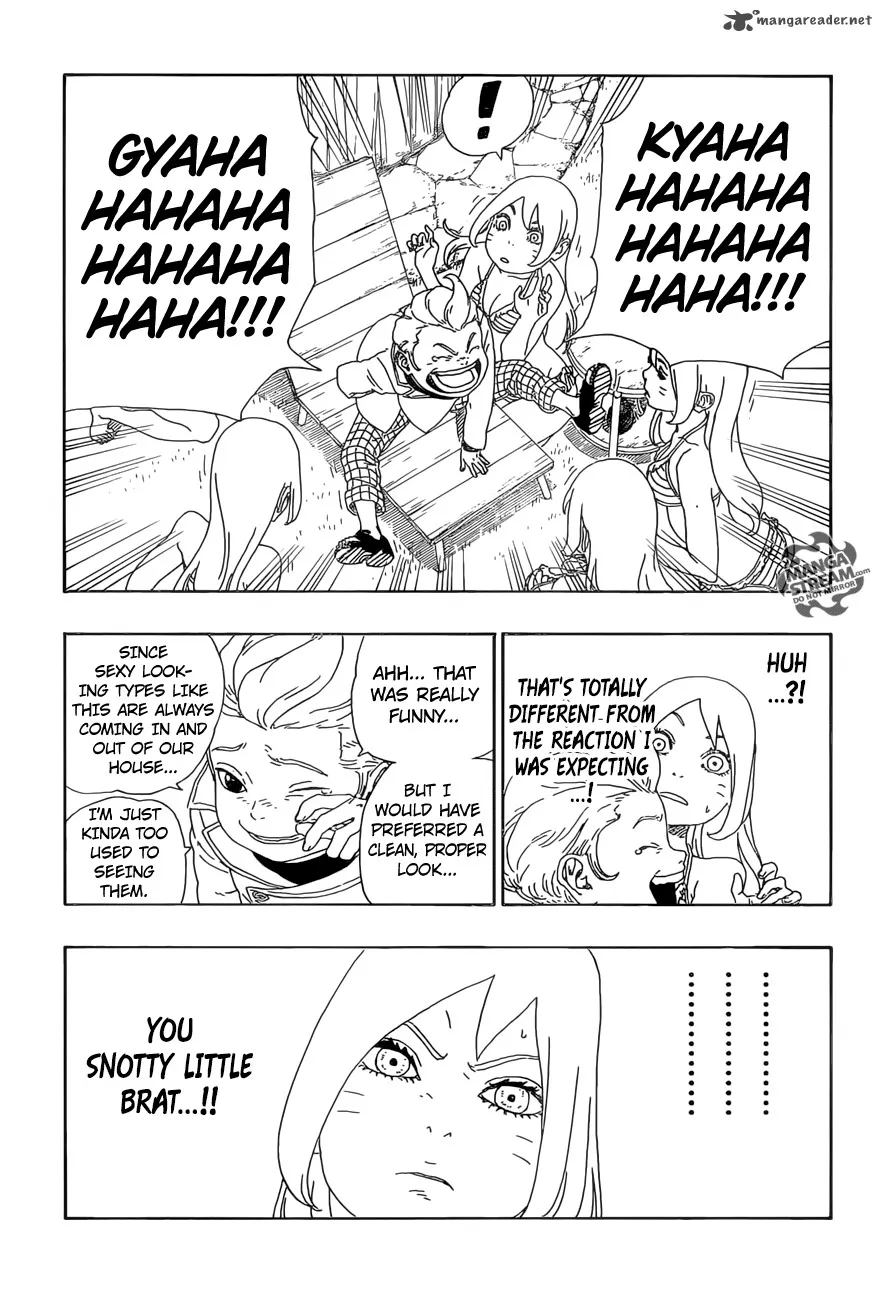 mangareader.net
KYAHA
HAHAHA
HAHAHA
HAHA!!!
!
GYAHA
HAHAHA
HAHAHA
HAHA!!!
MANGA
STREAM.com
DO NOT MIRROR
HUH
...?!
THAT'S TOTALLY
DIFFERENT FROM
THE REACTION I
WAS EXPECTING
...!
AHH... THAT
WAS REALLY
FUNNY...
BUT I
WOULD HAVE
PREFERRED A
CLEAN, PROPER
LOOK...
SINCE
SEXY LOOK-
ING TYPES LIKE
THIS ARE ALWAYS
COMING IN AND
OUT OF OUR
HOUSE...
I'M JUST
KINDA TOO
USED TO
SEEING
THEM.
YOU
SNOTTY LITTLE
BRAT...!!